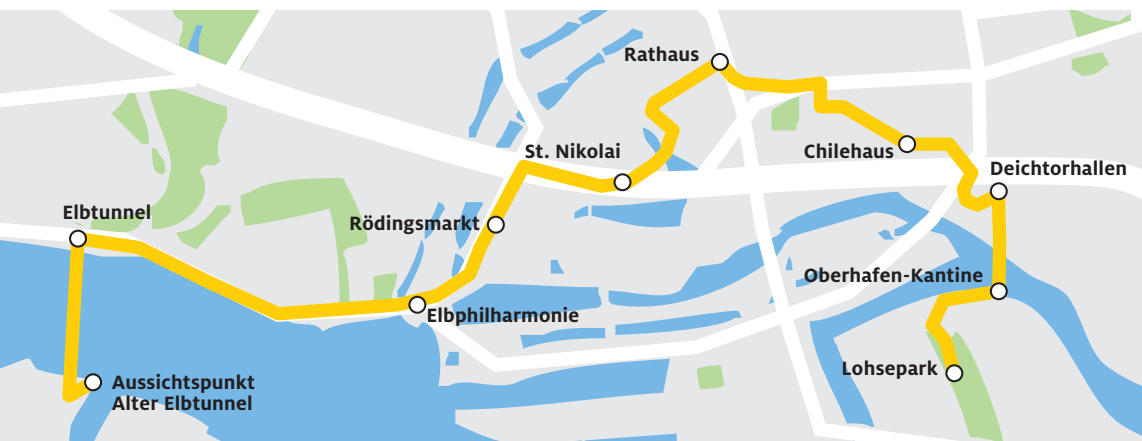 Rathaus
St. Nikolai
Chilehaus
Deichtorhallen
Elbtunnel
Rödingsmarkt
Oberhafen-Kantine
Elbphilharmonie
Lohsepark
Aussichtspunkt
Alter Elbtunnel